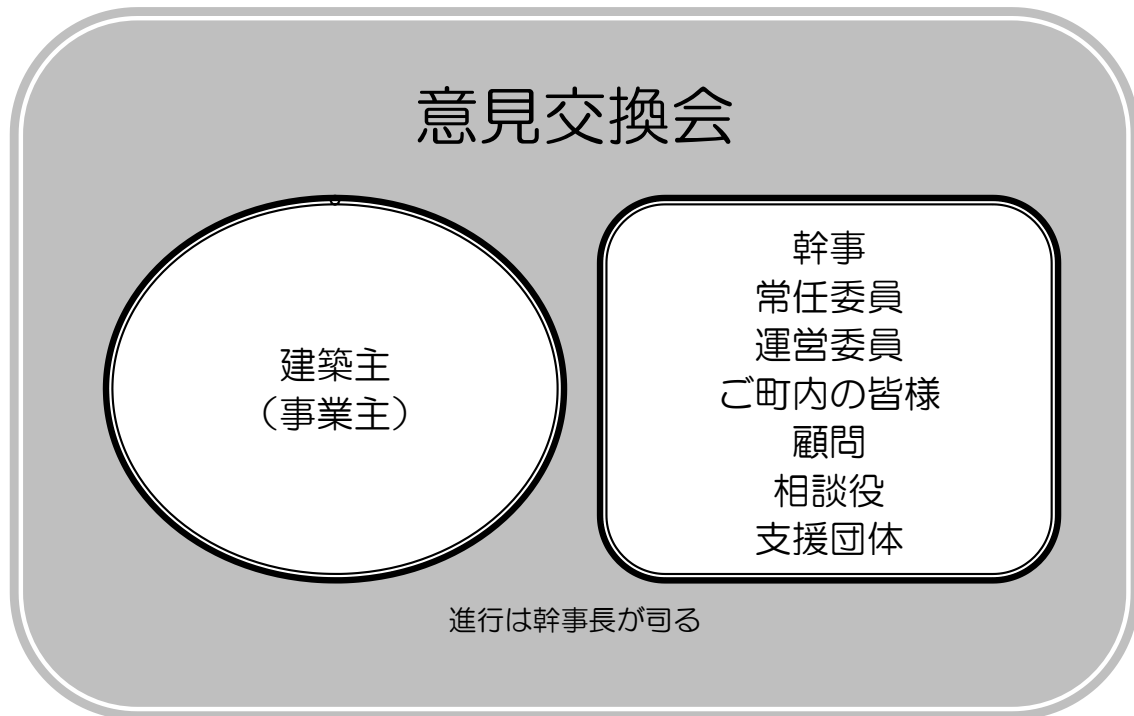 意見交換会
建築主
（事業主）
幹事
常任委員
運営委員
ご町内の皆様
顧問
相談役
支援団体
進行は幹事長が司る